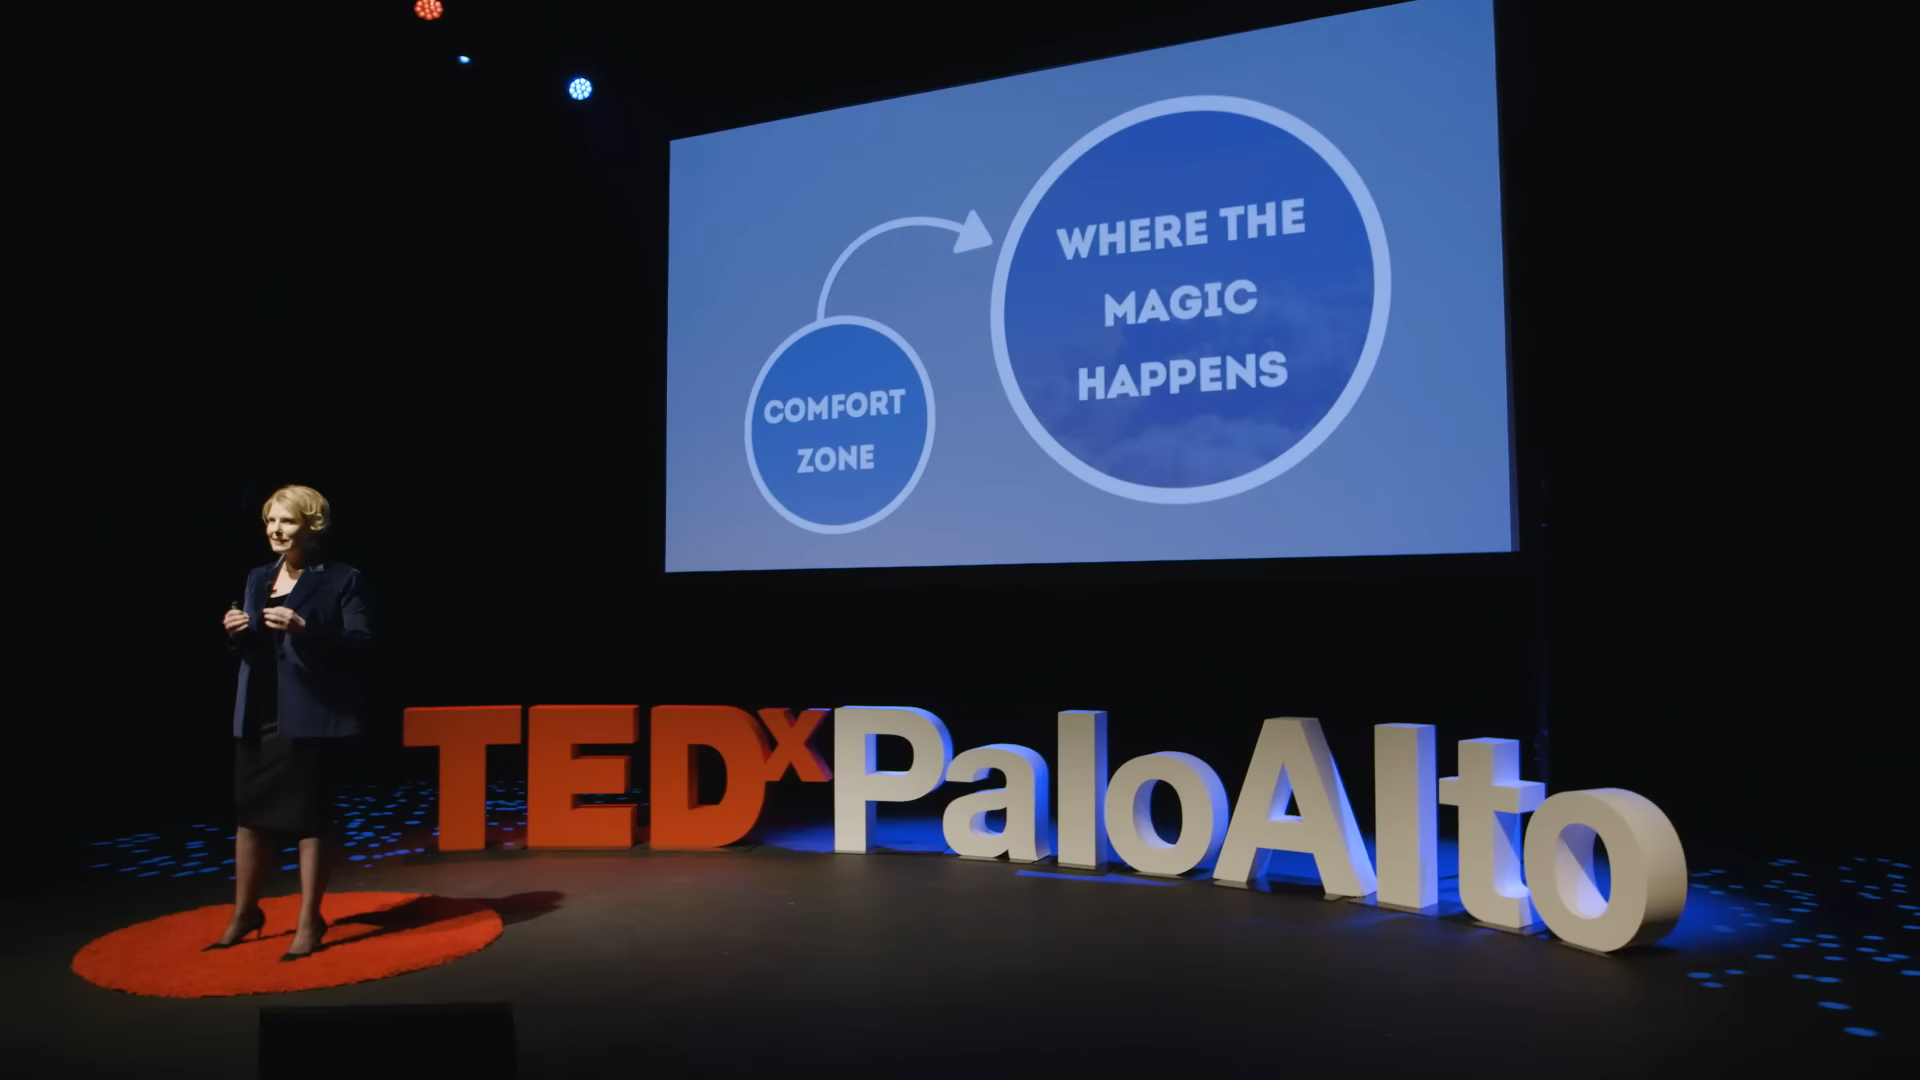 COMFORT
ZONE
WHERE THE
MAGIC
HAPPENS
TEDxPaloAlto